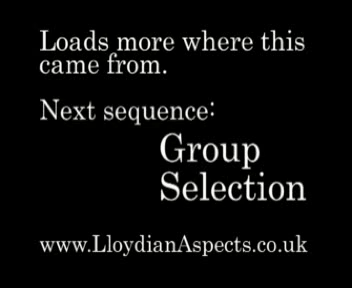 Loads more where this
came from.
Next sequence:
Group
Selection
www.LloydianAspects.co.uk